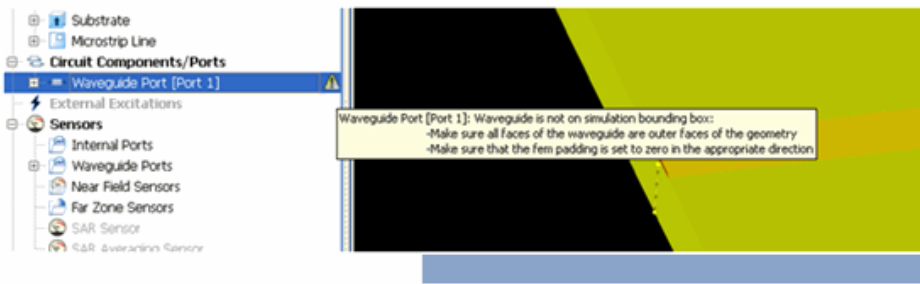 Substrate
Microstrip Line
Circuit Components/Ports
Waveguide Port [Port 1]
External Excitations
Sensors
Internal Ports
Waveguide Ports
Near Field Sensors
Far Zone Sensors
SAR Sensor
SAR Averaging Sensor
Waveguide Port [Port 1]: Waveguide is not on simulation bounding box:
-Make sure all faces of the waveguide are outer faces of the geometry
-Make sure that the fem padding is set to zero in the appropriate direction